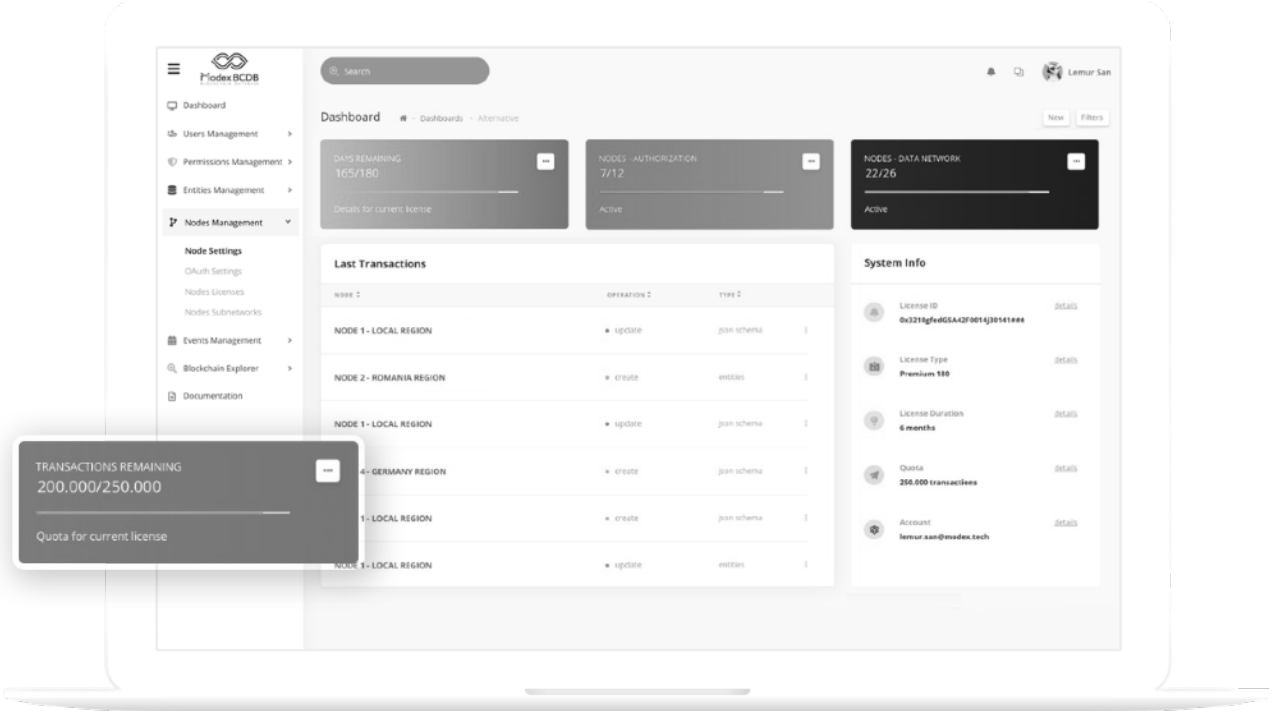 Modex BCDB
Search
Lemur San
Dashboard
Users Management
Permissions Management
Entities Management
Nodes Management
Node Settings
OAuth Settings
Nodes Licenses
Nodes Subnetworks
Events Management
Blockchain Explorer
Documentation
Dashboard - Dashboards - Alternative
New
Filters
DAYS REMAINING
165/180
Details for current license
NODES - AUTHORIZATION
7/12
Active
NODES - DATA NETWORK
22/26
Active
Last Transactions
NODE OPERATION TYPE
NODE 1 - LOCAL REGION update json schema
NODE 2 - ROMANIA REGION create entities
NODE 1 - LOCAL REGION update json schema
4 - GERMANY REGION create json schema
1 - LOCAL REGION create json schema
NODE 1 - LOCAL REGION update entities
System Info
License ID details
License Type details
Premium 180
License Duration details
6 months
Quota details
250.000 transactions
Account details
lemur.san@modex.tech
TRANSACTIONS REMAINING
200.000/250.000
Quota for current license